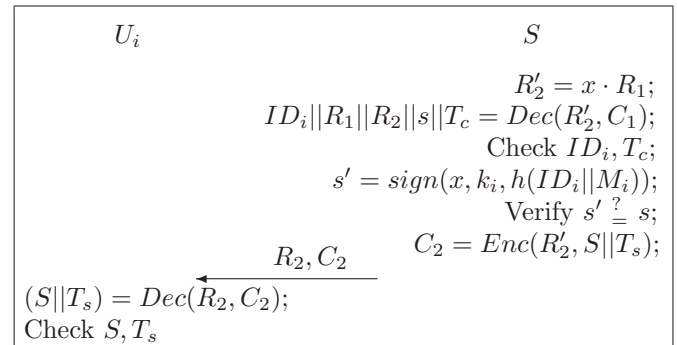 U_i S
R'_2 = x · R_1;
ID_i||R_1||R_2||s||T_c = Dec(R'_2, C_1);
Check ID_i, T_c;
s' = sign(x, k_i, h(ID_i||M_i));
Verify s' ?= s;
C_2 = Enc(R'_2, S||T_s);
R_2, C_2
(S||T_s) = Dec(R_2, C_2);
Check S, T_s